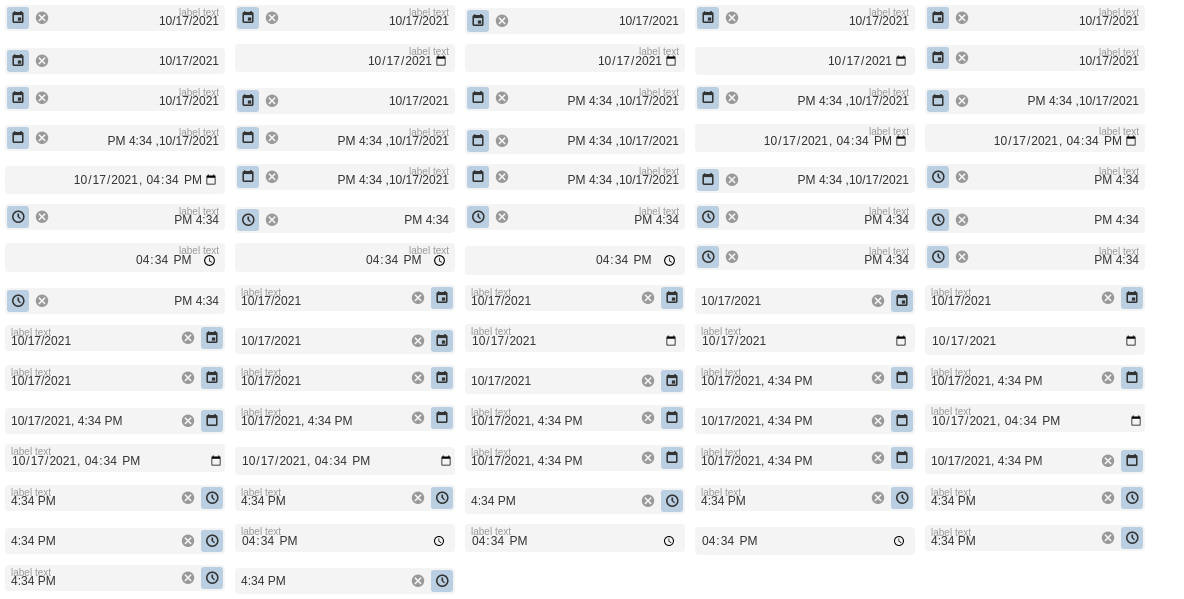 label text
10/17/2021
label text
10/17/2021
10/17/2021
label text
10/17/2021
label text
10/17/2021
10/17/2021
label text
10/17/2021
label text
10/17/2021
10/17/2021
label text
10/17/2021
label text
10/17/2021
10/17/2021
label text
PM 4:34 ,10/17/2021
label text
PM 4:34 ,10/17/2021
PM 4:34 ,10/17/2021
label text
PM 4:34 ,10/17/2021
label text
PM 4:34 ,10/17/2021
PM 4:34 ,10/17/2021
label text
10/17/2021, 04:34 PM
label text
10/17/2021, 04:34 PM
10/17/2021, 04:34 PM
label text
PM 4:34 ,10/17/2021
label text
PM 4:34 ,10/17/2021
PM 4:34 ,10/17/2021
label text
PM 4:34
label text
PM 4:34
PM 4:34
label text
PM 4:34
label text
PM 4:34
PM 4:34
label text
04:34 PM
label text
04:34 PM
04:34 PM
label text
PM 4:34
label text
PM 4:34
PM 4:34
label text
10/17/2021
label text
10/17/2021
10/17/2021
label text
10/17/2021
label text
10/17/2021
10/17/2021
label text
10/17/2021
label text
10/17/2021
10/17/2021
label text
10/17/2021
label text
10/17/2021
10/17/2021
label text
10/17/2021, 4:34 PM
label text
10/17/2021, 4:34 PM
10/17/2021, 4:34 PM
label text
10/17/2021, 4:34 PM
label text
10/17/2021, 4:34 PM
10/17/2021, 4:34 PM
label text
10/17/2021, 04:34 PM
label text
10/17/2021, 04:34 PM
10/17/2021, 04:34 PM
label text
10/17/2021, 4:34 PM
label text
10/17/2021, 4:34 PM
10/17/2021, 4:34 PM
label text
4:34 PM
label text
4:34 PM
4:34 PM
label text
4:34 PM
label text
4:34 PM
4:34 PM
label text
04:34 PM
label text
04:34 PM
04:34 PM
label text
4:34 PM
label text
4:34 PM
4:34 PM